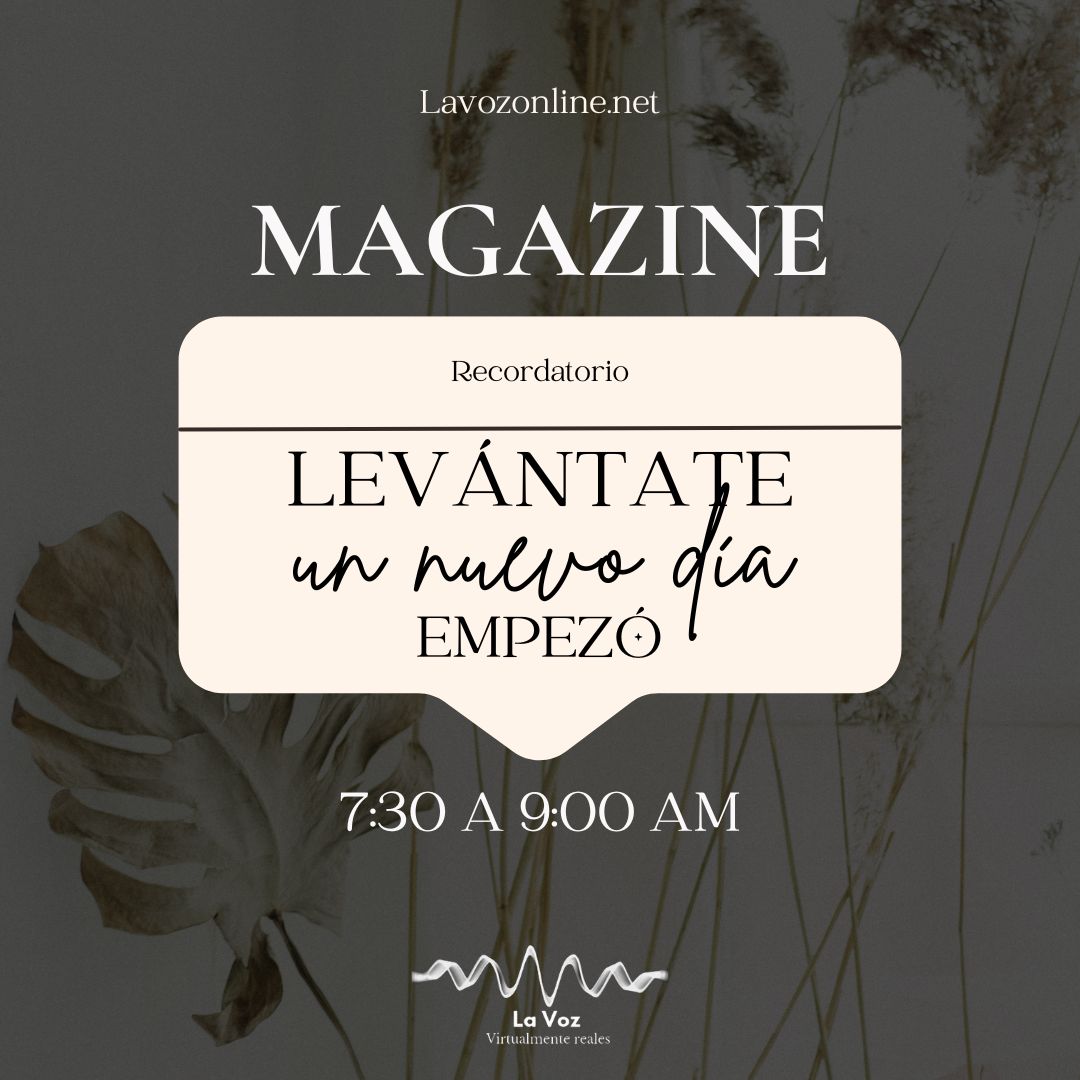 Lavozonline.net
MAGAZINE
Recordatorio
LEVÁNTATE
un nuevo día
EMPEZÓ
7:30 A 9:00 AM
La Voz
Virtualmente reales